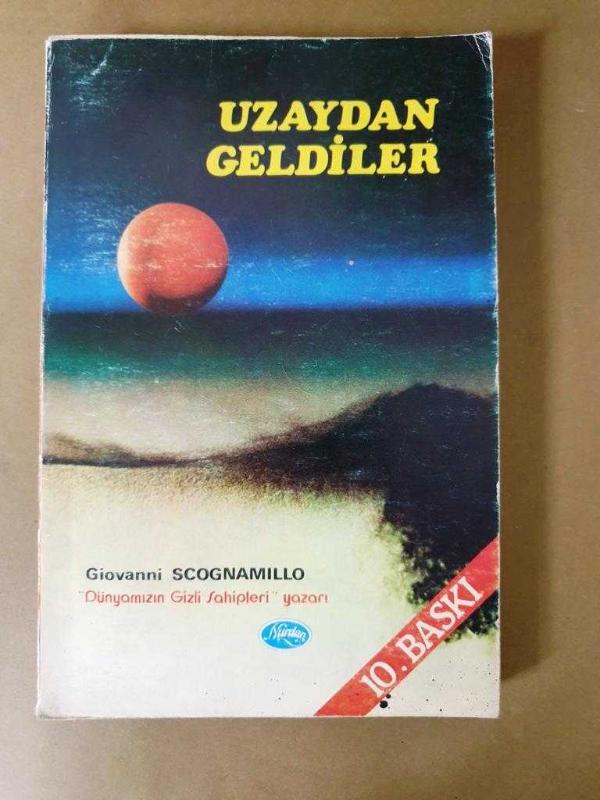 UZAYDAN
GELDİLER
Giovanni SCOGNAMILLO
"Dünyamızın Gizli Sahipleri" yazarı
Nurdan
10. BASKI